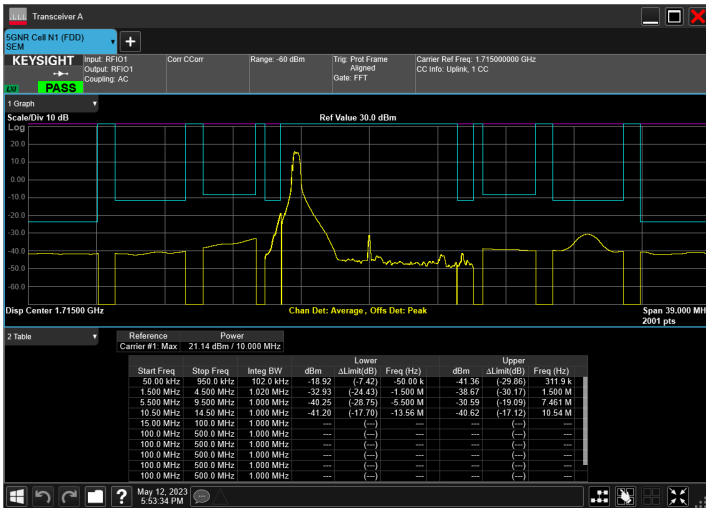 Transceiver A
5GNR Cell N1 (FDD)
SEM
KEYSIGHT
LXI
PASS
Input: RFIO1
Output: RFIO1
Coupling: AC
Corr CCorr
Range: -60 dBm
Trig: Prot Frame
Aligned
Gate: FFT
Carrier Ref Freq: 1.715000000 GHz
CC Info: Uplink, 1 CC
1 Graph
Scale/Div 10 dB
Ref Value 30.0 dBm
Log
20.0
10.0
0.00
-10.0
-20.0
-30.0
-40.0
-50.0
-60.0
Disp Center 1.71500 GHz
Chan Det: Average, Offs Det: Peak
Span 39.000 MH
2001 pts
2 Table
Reference Power
Carrier #1: Max 21.14 dBm / 10.000 MHz
Lower Upper
Start Freq Stop Freq Integ BW dBm ΔLimit(dB) Freq (Hz) dBm ΔLimit(dB) Freq (Hz)
50.00 kHz 950.0 kHz 102.0 kHz -18.92 (-7.42) -50.00 k -41.36 (-29.86) 311.9 k
1.500 MHz 4.500 MHz 1.020 MHz -32.93 (-24.43) -1.500 M -38.67 (-30.17) 1.500 M
5.500 MHz 9.500 MHz 1.000 MHz -40.25 (-28.75) -5.500 M -30.59 (-19.09) 7.461 M
10.50 MHz 14.50 MHz 1.000 MHz -41.20 (-17.70) -13.56 M -40.62 (-17.12) 10.54 M
15.00 MHz 100.0 MHz 1.000 MHz --- (---) --- --- (---) ---
100.0 MHz 500.0 MHz 1.000 MHz --- (---) --- --- (---) ---
100.0 MHz 500.0 MHz 1.000 MHz --- (---) --- --- (---) ---
100.0 MHz 500.0 MHz 1.000 MHz --- (---) --- --- (---) ---
100.0 MHz 500.0 MHz 1.000 MHz --- (---) --- --- (---) ---
100.0 MHz 500.0 MHz 1.000 MHz --- (---) --- --- (---) ---
May 12, 2023
5:53:34 PM